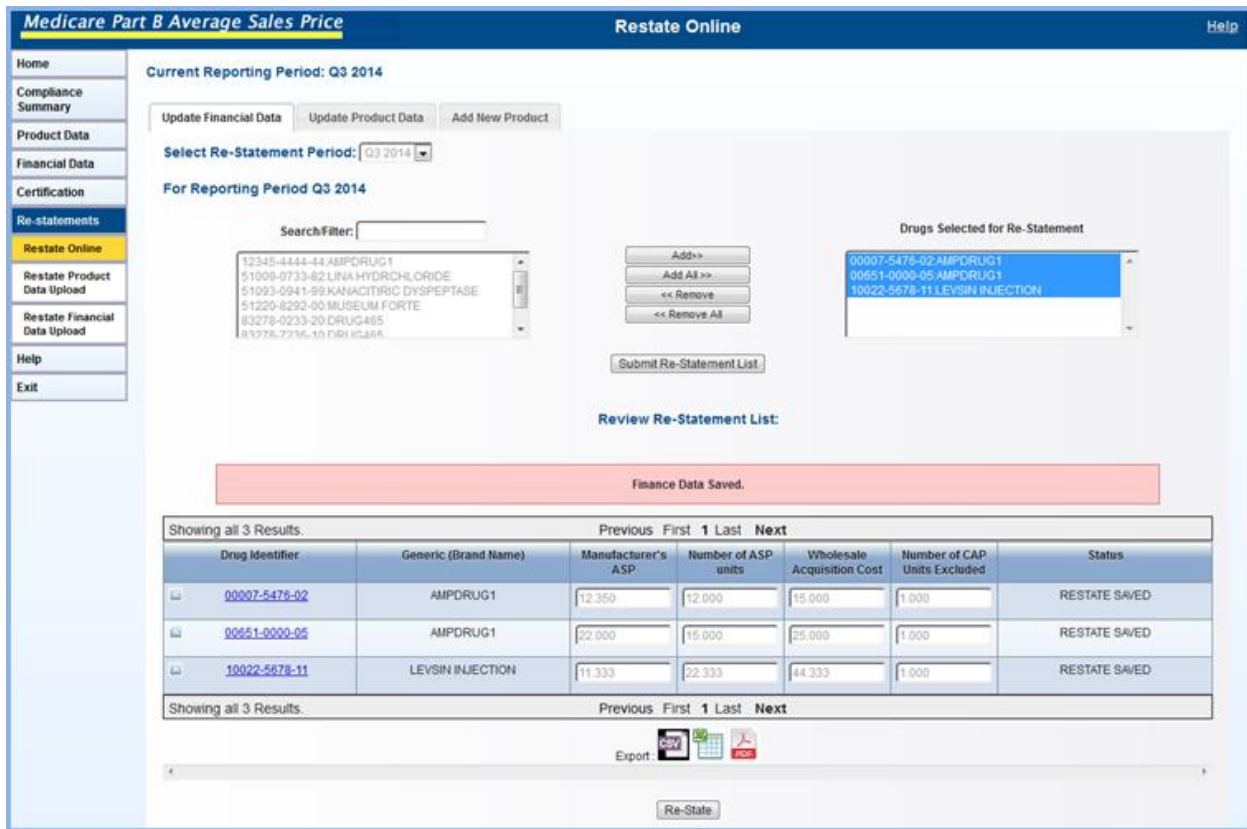 Medicare Part B Average Sales Price
Restate Online
Help
Home
Compliance
Summary
Product Data
Financial Data
Certification
Re-statements
Restate Online
Restate Product
Data Upload
Restate Financial
Data Upload
Help
Exit
Current Reporting Period: Q3 2014
Update Financial Data Update Product Data Add New Product
Select Re-Statement Period: Q3 2014
For Reporting Period Q3 2014
Search/Filter:
12345-4444-44:AMPDRUG1
51009-0733-82:LINA HYDRCHLORIDE
51093-0941-99:KANACITIRIC DYSPEPTASE
51220-8292-00:MUSEUM FORTE
83278-0233-20:DRUG465
83278-7236-10:DRUG465
Add>>
Add All >>
<< Remove
<< Remove All
Drugs Selected for Re-Statement
00007-5476-02:AMPDRUG1
00651-0000-05:AMPDRUG1
10022-5678-11:LEVSIN INJECTION
Submit Re-Statement List
Review Re-Statement List:
Finance Data Saved.
Showing all 3 Results. Previous First 1 Last Next
Drug Identifier Generic (Brand Name) Manufacturer's ASP Number of ASP units Wholesale Acquisition Cost Number of CAP Units Excluded Status
00007-5476-02 AMPDRUG1 12.350 12.000 15.000 1.000 RESTATE SAVED
00651-0000-05 AMPDRUG1 22.000 15.000 25.000 1.000 RESTATE SAVED
10022-5678-11 LEVSIN INJECTION 11.333 22.333 44.333 1.000 RESTATE SAVED
Showing all 3 Results. Previous First 1 Last Next
Export : CSV PDF
Re-State